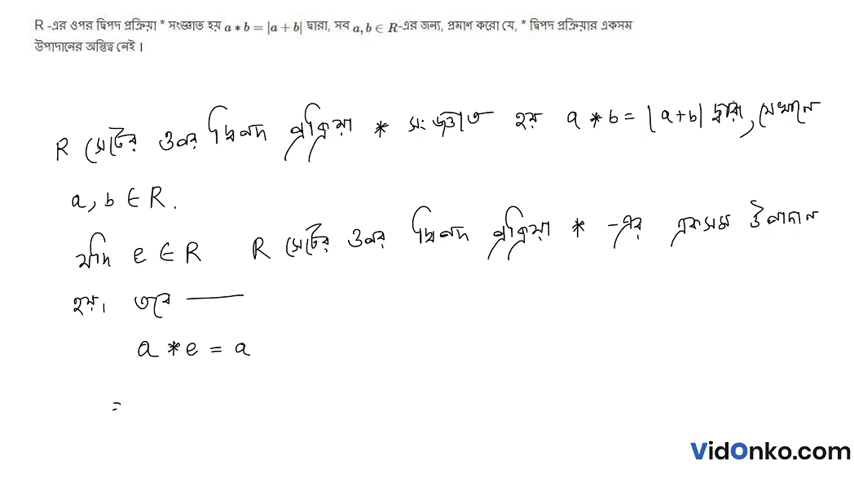 R -এর ওপর দ্বিপদ প্রক্রিয়া * সংজ্ঞাত হয় a * b = |a + b| দ্বারা, সব a, b ∈ R-এর জন্য, প্রমাণ করো যে, * দ্বিপদ প্রক্রিয়ার একসম
উপাদানের অস্তিত্ব নেই ।
R সেটের ওপর দ্বিপদ প্রক্রিয়া * সংজ্ঞাত হয় a * b = |a+b| দ্বারা, যেখানে
a, b ∈ R.
যদি e ∈ R R সেটের ওপর দ্বিপদ প্রক্রিয়া * -এর একসম উপাদান
হয়। তবে —
a * e = a
=
VidOnko.com